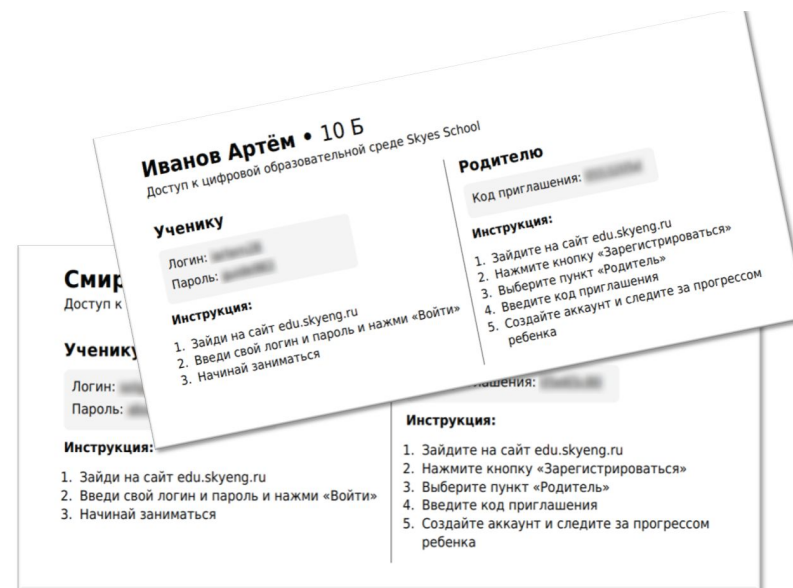 Иванов Артём • 10 Б
Доступ к цифровой образовательной среде Skyes School
Ученику
Логин:
Пароль:
Инструкция:
1. Зайди на сайт edu.skyeng.ru
2. Введи свой логин и пароль и нажми «Войти»
3. Начинай заниматься
Родителю
Код приглашения:
Инструкция:
1. Зайдите на сайт edu.skyeng.ru
2. Нажмите кнопку «Зарегистрироваться»
3. Выберите пункт «Родитель»
4. Введите код приглашения
5. Создайте аккаунт и следите за прогрессом
ребенка
Смир
Доступ к
Ученику
Логин:
Пароль:
Инструкция:
1. Зайди на сайт edu.skyeng.ru
2. Введи свой логин и пароль и нажми «Войти»
3. Начинай заниматься
лашения:
Инструкция:
1. Зайдите на сайт edu.skyeng.ru
2. Нажмите кнопку «Зарегистрироваться»
3. Выберите пункт «Родитель»
4. Введите код приглашения
5. Создайте аккаунт и следите за прогрессом
ребенка